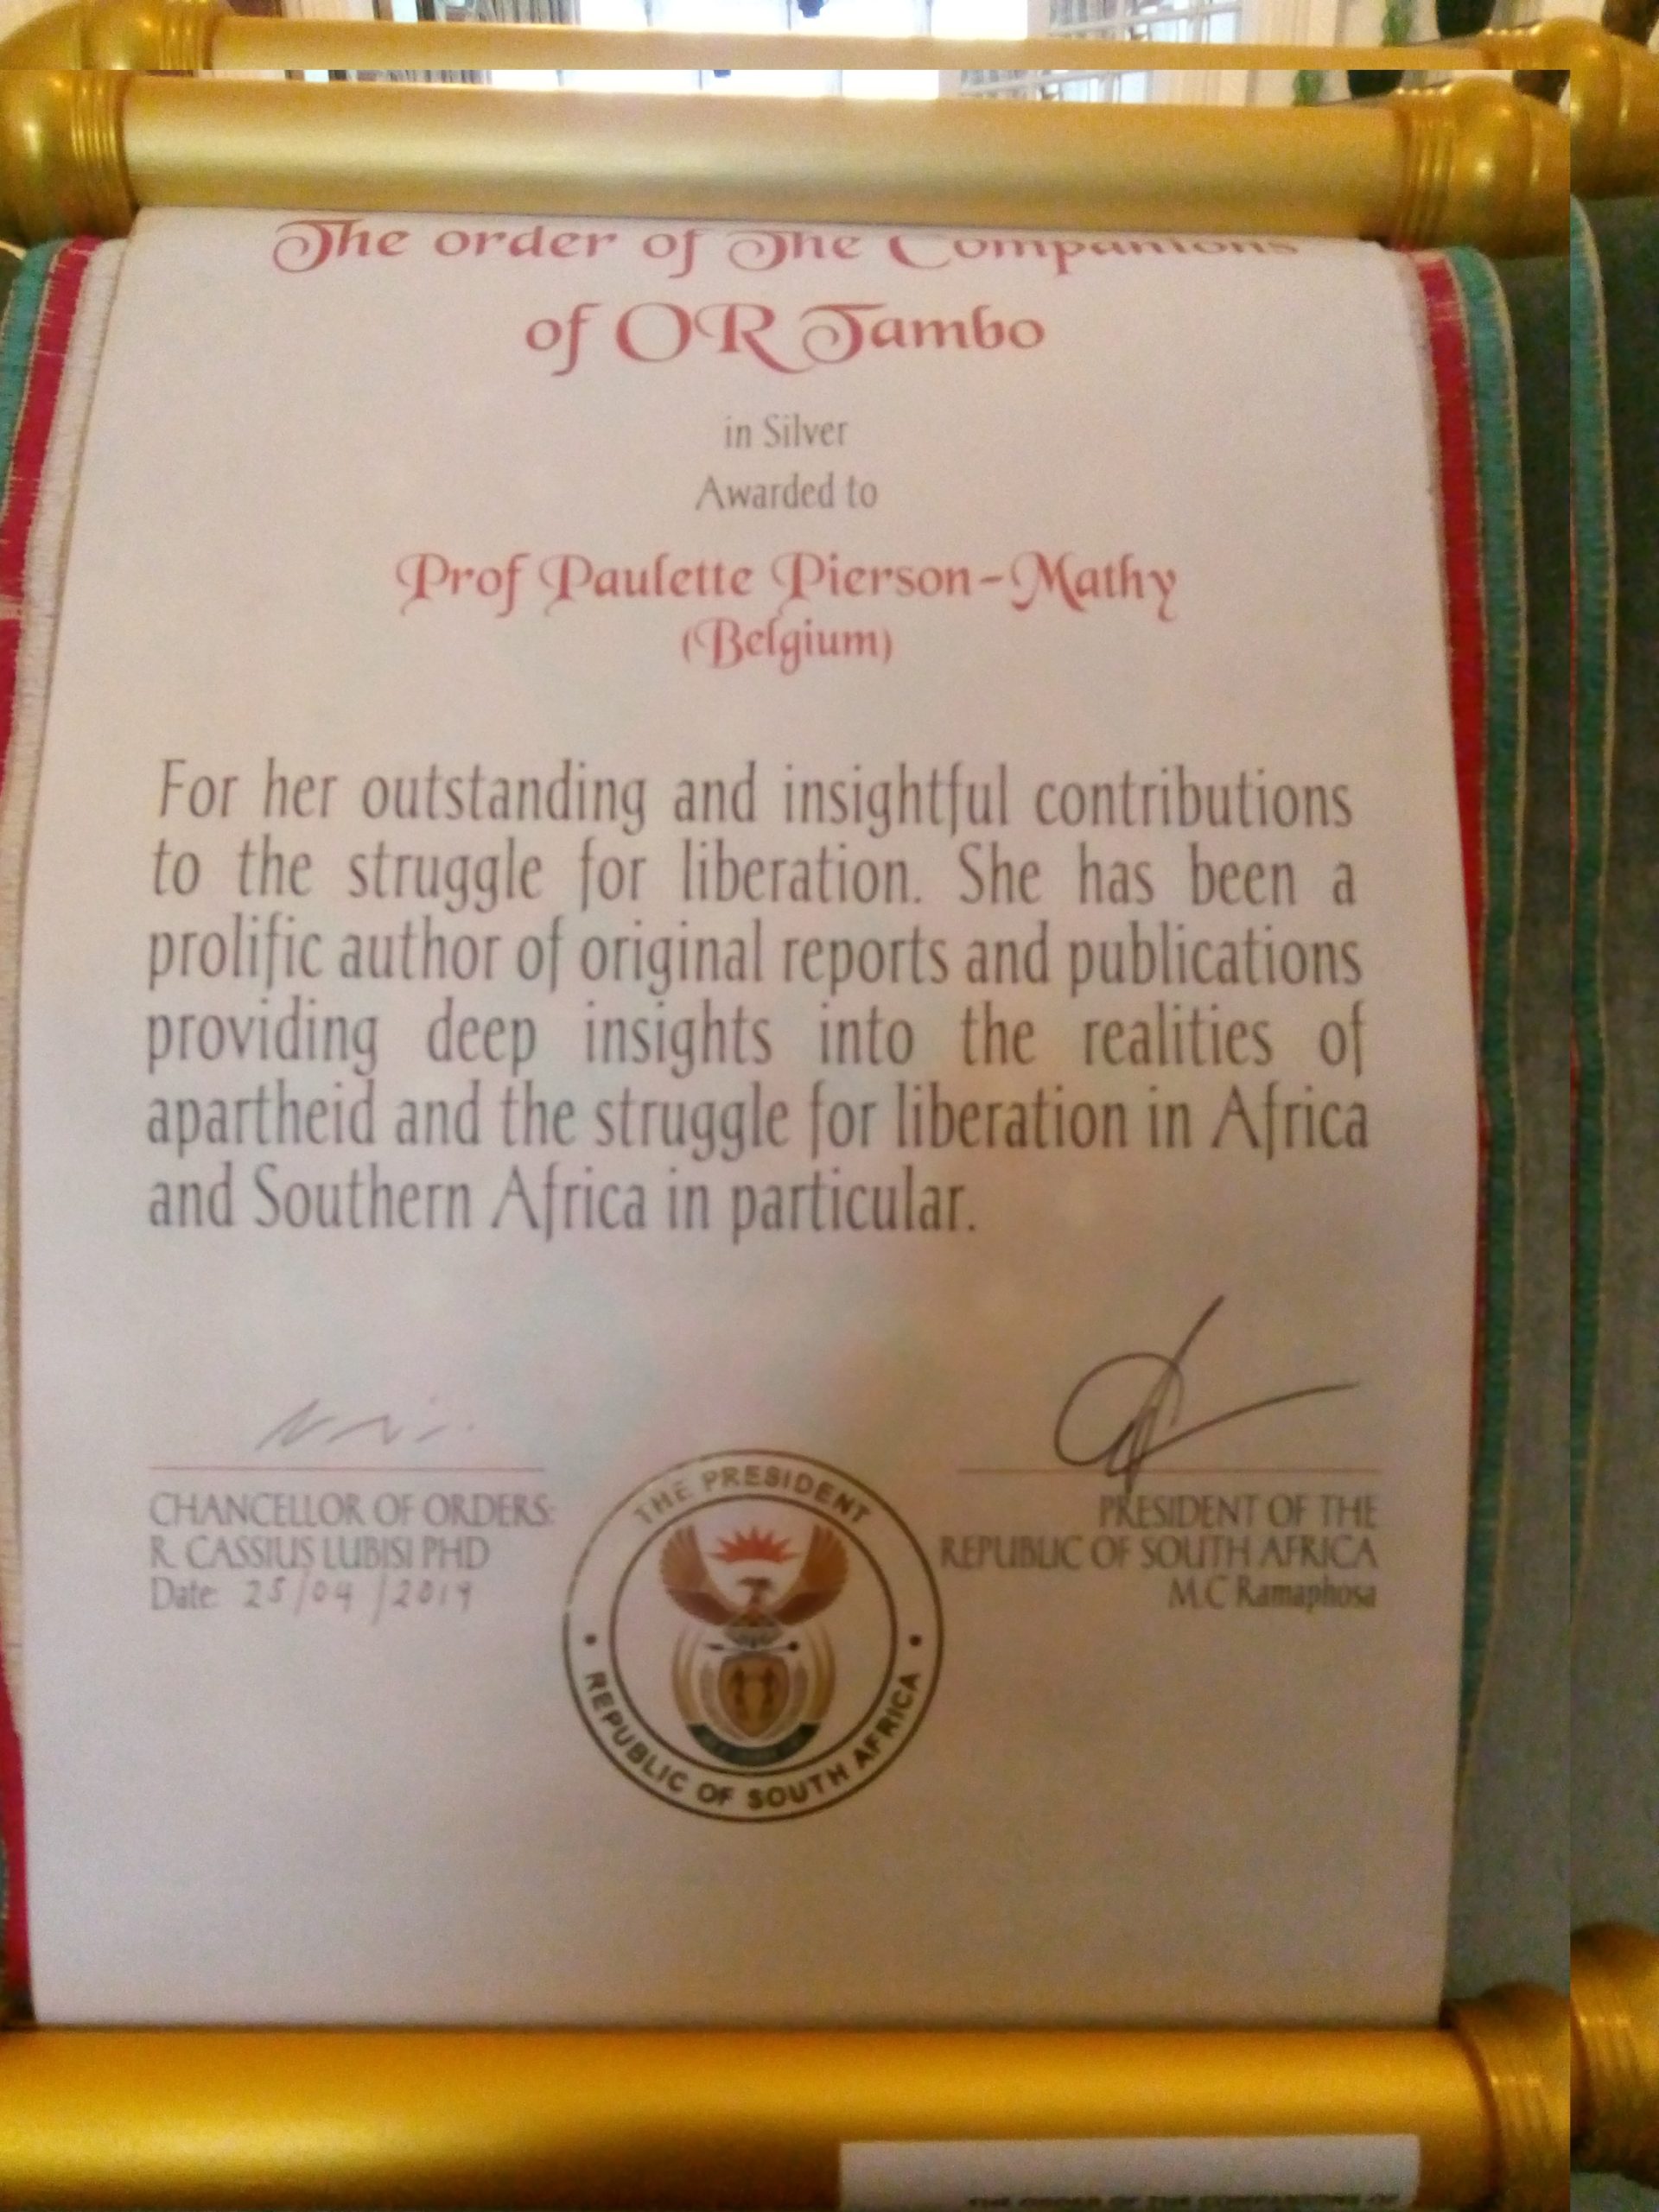 The order of The Companions
of OR Tambo
in Silver
Awarded to
Prof Paulette Pierson-Mathy
(Belgium)
For her outstanding and insightful contributions
to the struggle for liberation. She has been a
prolific author of original reports and publications
providing deep insights into the realities of
apartheid and the struggle for liberation in Africa
and Southern Africa in particular.
CHANCELLOR OF ORDERS:
R. CASSIUS LUBISI PHD
Date: 25/04/2019
THE PRESIDENT
REPUBLIC OF SOUTH AFRICA
PRESIDENT OF THE
REPUBLIC OF SOUTH AFRICA
M.C Ramaphosa